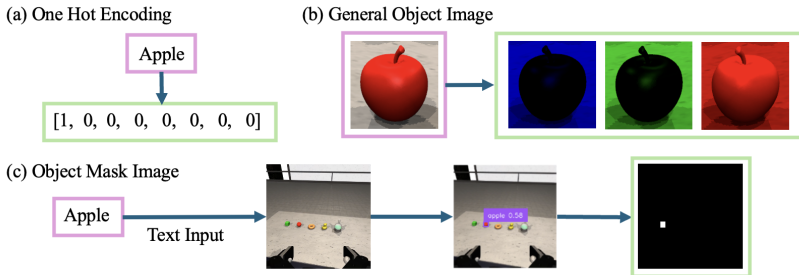 (a) One Hot Encoding
Apple
[1, 0, 0, 0, 0, 0, 0, 0]
(b) General Object Image
(c) Object Mask Image
Apple
Text Input
apple 0.58